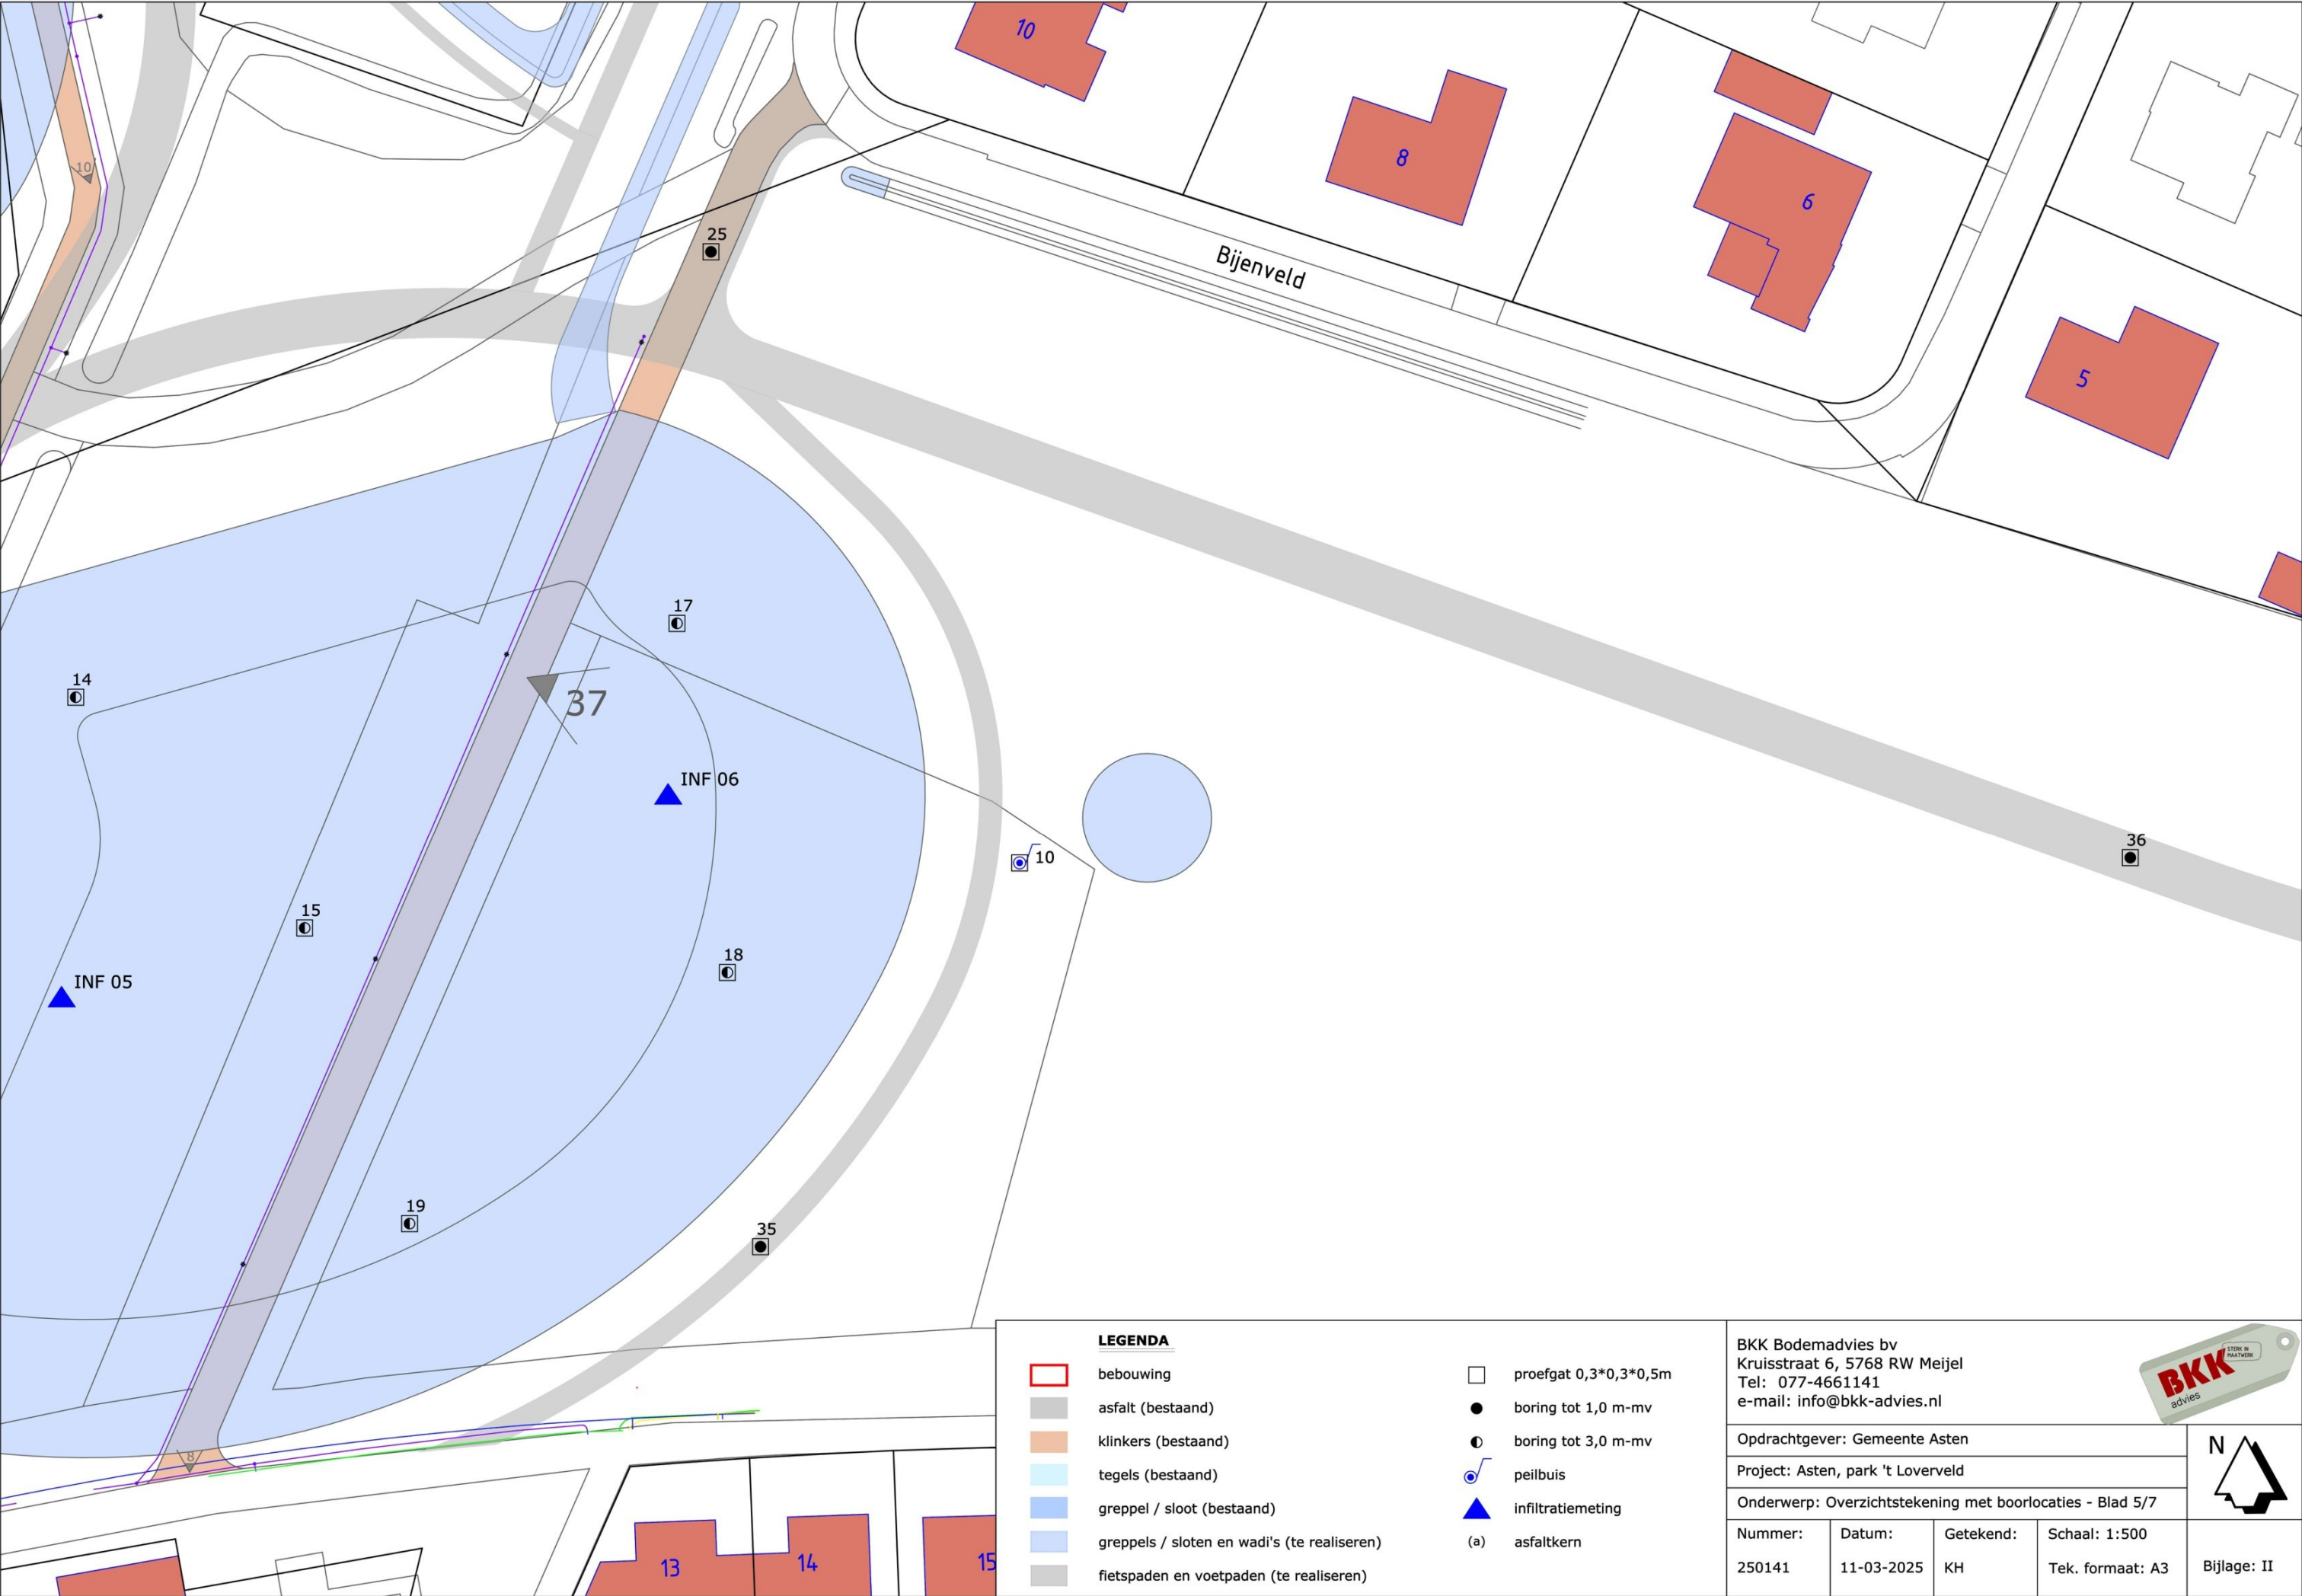 10
8
6
5
Bijenveld
10
25
17
14
37
INF 06
10
36
15
18
INF 05
19
35
8
13
14
15
LEGENDA
bebouwing
asfalt (bestaand)
klinkers (bestaand)
tegels (bestaand)
greppel / sloot (bestaand)
greppels / sloten en wadi's (te realiseren)
fietspaden en voetpaden (te realiseren)
proefgat 0,3*0,3*0,5m
boring tot 1,0 m-mv
boring tot 3,0 m-mv
peilbuis
infiltratiemeting
(a) asfaltkern
BKK Bodemadvies bv
Kruisstraat 6, 5768 RW Meijel
Tel: 077-4661141
e-mail: info@bkk-advies.nl
BKK
advies
STERK IN
MAATWERK
Opdrachtgever: Gemeente Asten
Project: Asten, park 't Loverveld
Onderwerp: Overzichtstekening met boorlocaties - Blad 5/7
N
Nummer: Datum: Getekend: Schaal: 1:500
250141 11-03-2025 KH Tek. formaat: A3 Bijlage: II